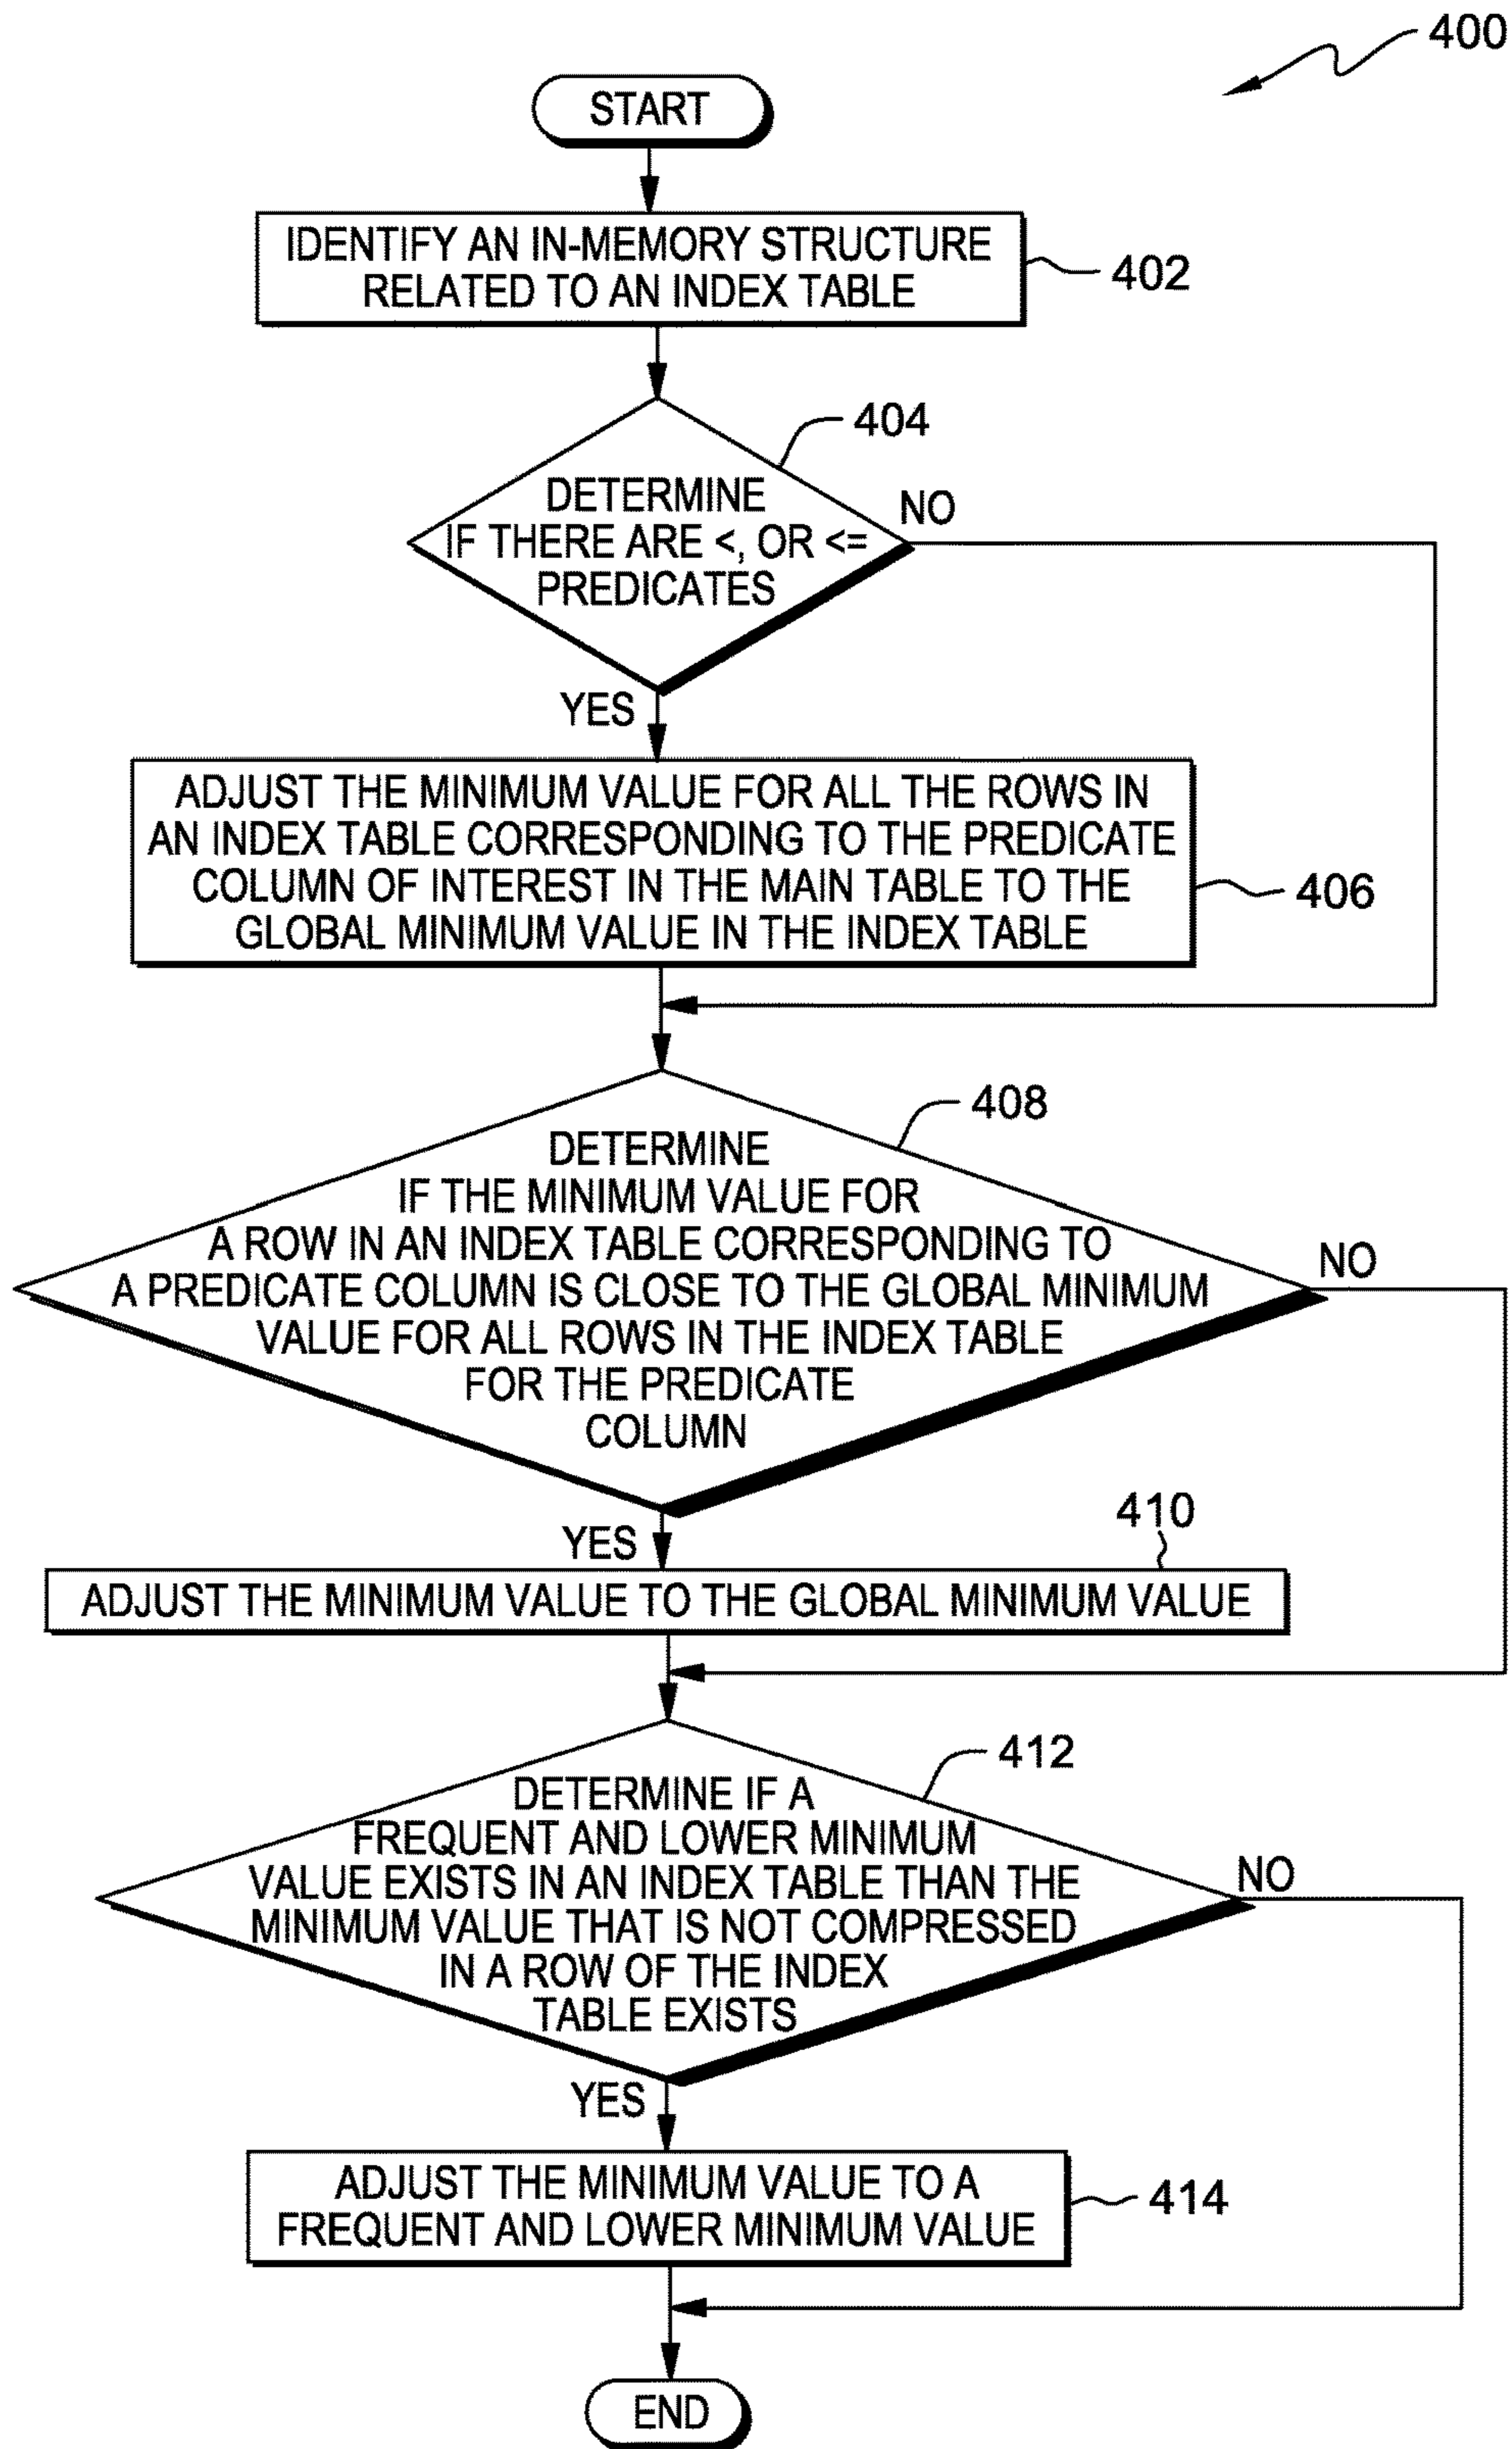 400
START
IDENTIFY AN IN-MEMORY STRUCTURE
RELATED TO AN INDEX TABLE
402
404
DETERMINE
IF THERE ARE <, OR <=
PREDICATES
NO
YES
ADJUST THE MINIMUM VALUE FOR ALL THE ROWS IN
AN INDEX TABLE CORRESPONDING TO THE PREDICATE
COLUMN OF INTEREST IN THE MAIN TABLE TO THE
GLOBAL MINIMUM VALUE IN THE INDEX TABLE
406
408
DETERMINE
IF THE MINIMUM VALUE FOR
A ROW IN AN INDEX TABLE CORRESPONDING TO
A PREDICATE COLUMN IS CLOSE TO THE GLOBAL MINIMUM
VALUE FOR ALL ROWS IN THE INDEX TABLE
FOR THE PREDICATE
COLUMN
NO
YES
410
ADJUST THE MINIMUM VALUE TO THE GLOBAL MINIMUM VALUE
412
DETERMINE IF A
FREQUENT AND LOWER MINIMUM
VALUE EXISTS IN AN INDEX TABLE THAN THE
MINIMUM VALUE THAT IS NOT COMPRESSED
IN A ROW OF THE INDEX
TABLE EXISTS
NO
YES
ADJUST THE MINIMUM VALUE TO A
FREQUENT AND LOWER MINIMUM VALUE
414
END